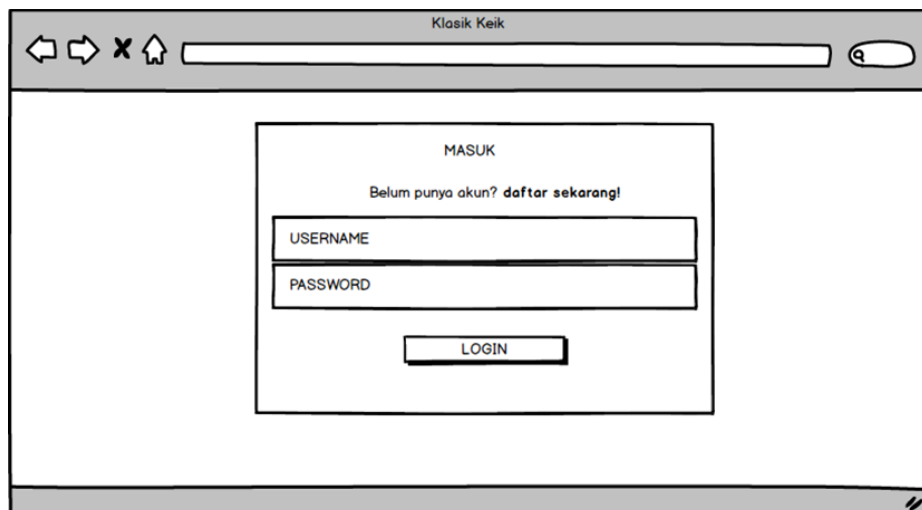 Klasik Keik
MASUK
Belum punya akun? daftar sekarang!
USERNAME
PASSWORD
LOGIN